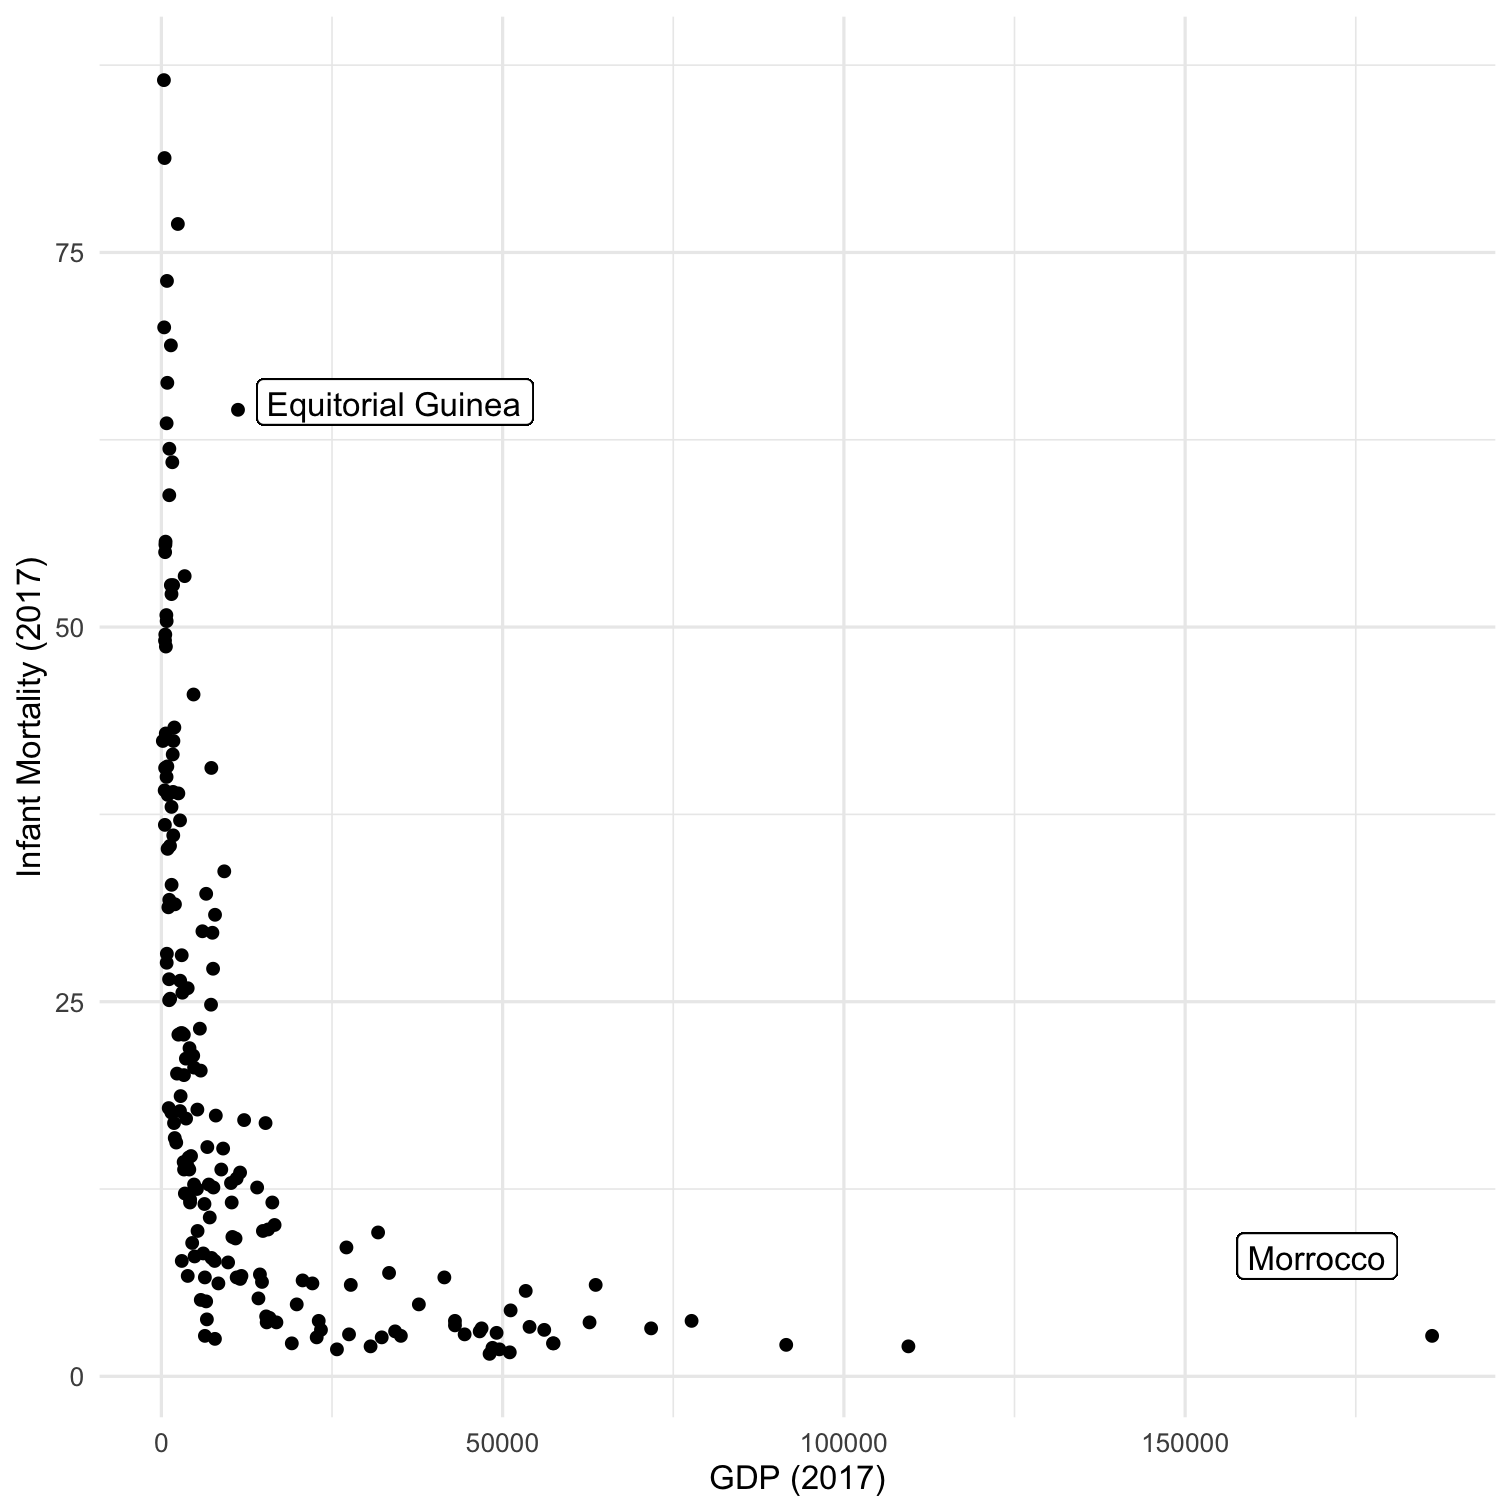 Infant Mortality (2017)
75
50
25
0
Equitorial Guinea
Morrocco
0 50000 100000 150000
GDP (2017)